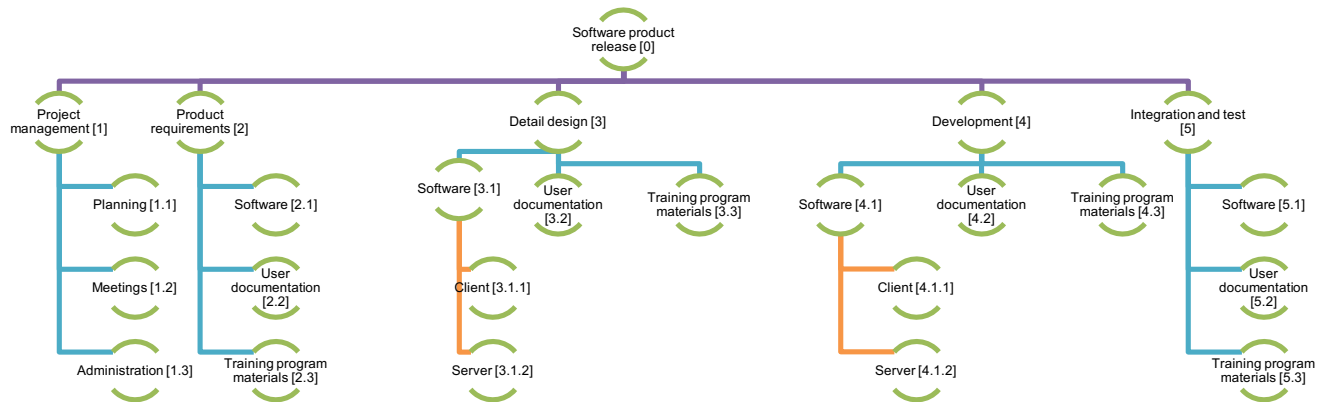 Software product
release [0]
Project
management [1]
Product
requirements [2]
Detail design [3]
Development [4]
Integration and test
[5]
Planning [1.1]
Meetings [1.2]
Administration [1.3]
Software [2.1]
User
documentation
[2.2]
Training program
materials [2.3]
Software [3.1]
User
documentation
[3.2]
Training program
materials [3.3]
Client [3.1.1]
Server [3.1.2]
Software [4.1]
User
documentation
[4.2]
Training program
materials [4.3]
Client [4.1.1]
Server [4.1.2]
Software [5.1]
User
documentation
[5.2]
Training program
materials [5.3]